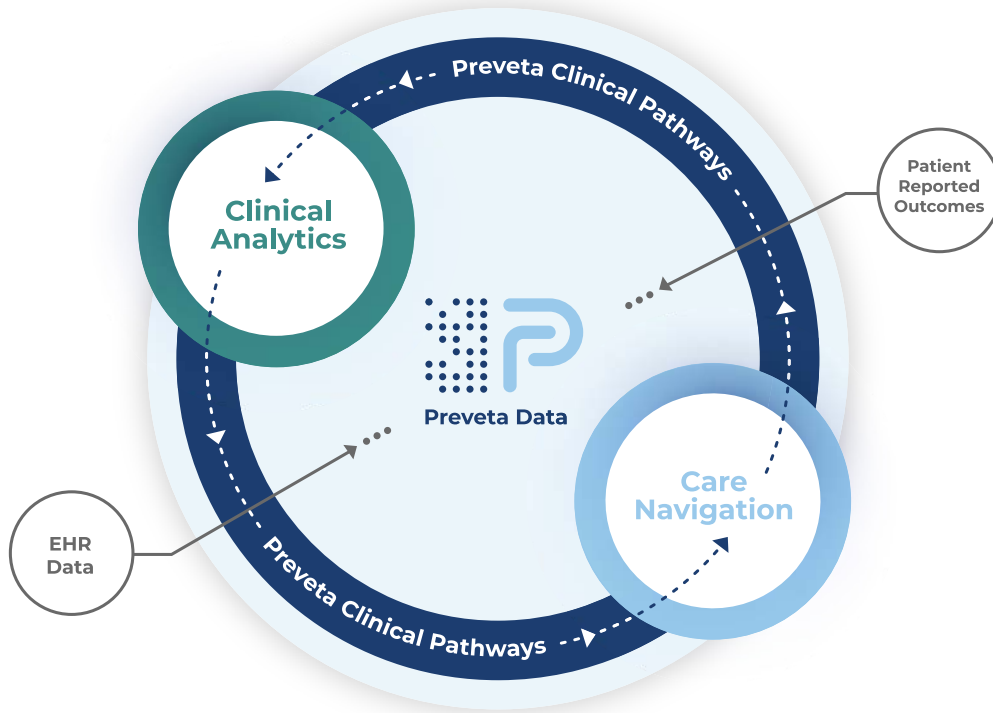 Preveta Clinical Pathways
Patient
Reported
Outcomes
Clinical
Analytics
Preveta Data
Care
Navigation
EHR
Data
Preveta Clinical Pathways